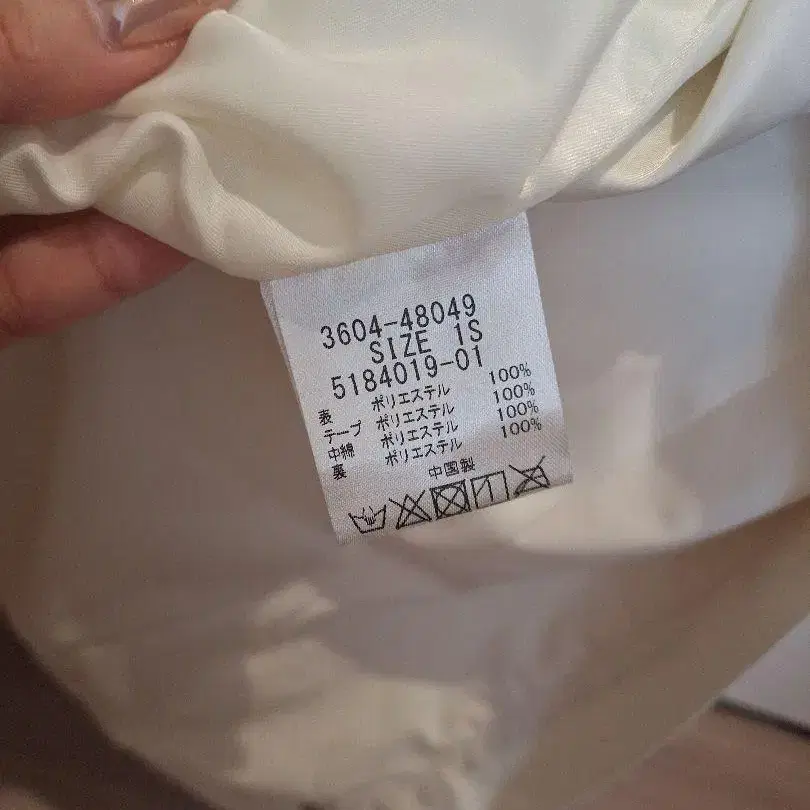 3604-48049
SIZE 1S
5184019-01
表 ポリエステル 100%
テープ ポリエステル 100%
中綿 ポリエステル 100%
裏 ポリエステル 100%
中国製